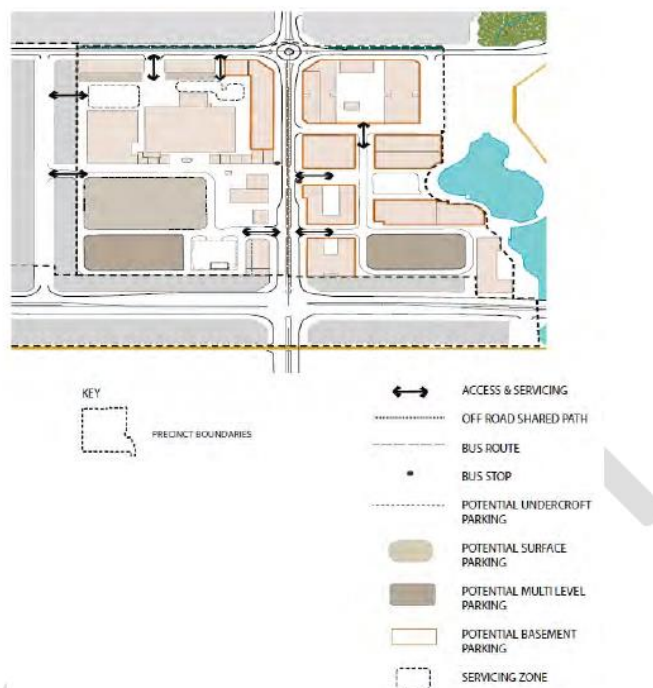 KEY
PRECINCT BOUNDARIES
ACCESS & SERVICING
OFF ROAD SHARED PATH
BUS ROUTE
BUS STOP
POTENTIAL UNDERCROFT
PARKING
POTENTIAL SURFACE
PARKING
POTENTIAL MULTI LEVEL
PARKING
POTENTIAL BASEMENT
PARKING
SERVICING ZONE